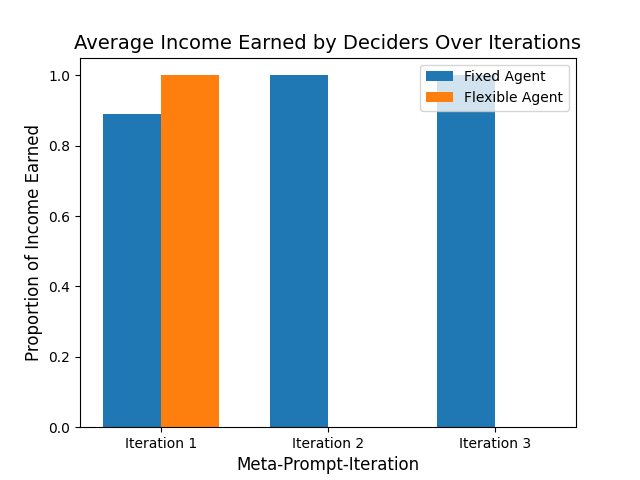 Average Income Earned by Deciders Over Iterations
Fixed Agent
Flexible Agent
Proportion of Income Earned
1.0
0.8
0.6
0.4
0.2
0.0
Iteration 1
Iteration 2
Iteration 3
Meta-Prompt-Iteration